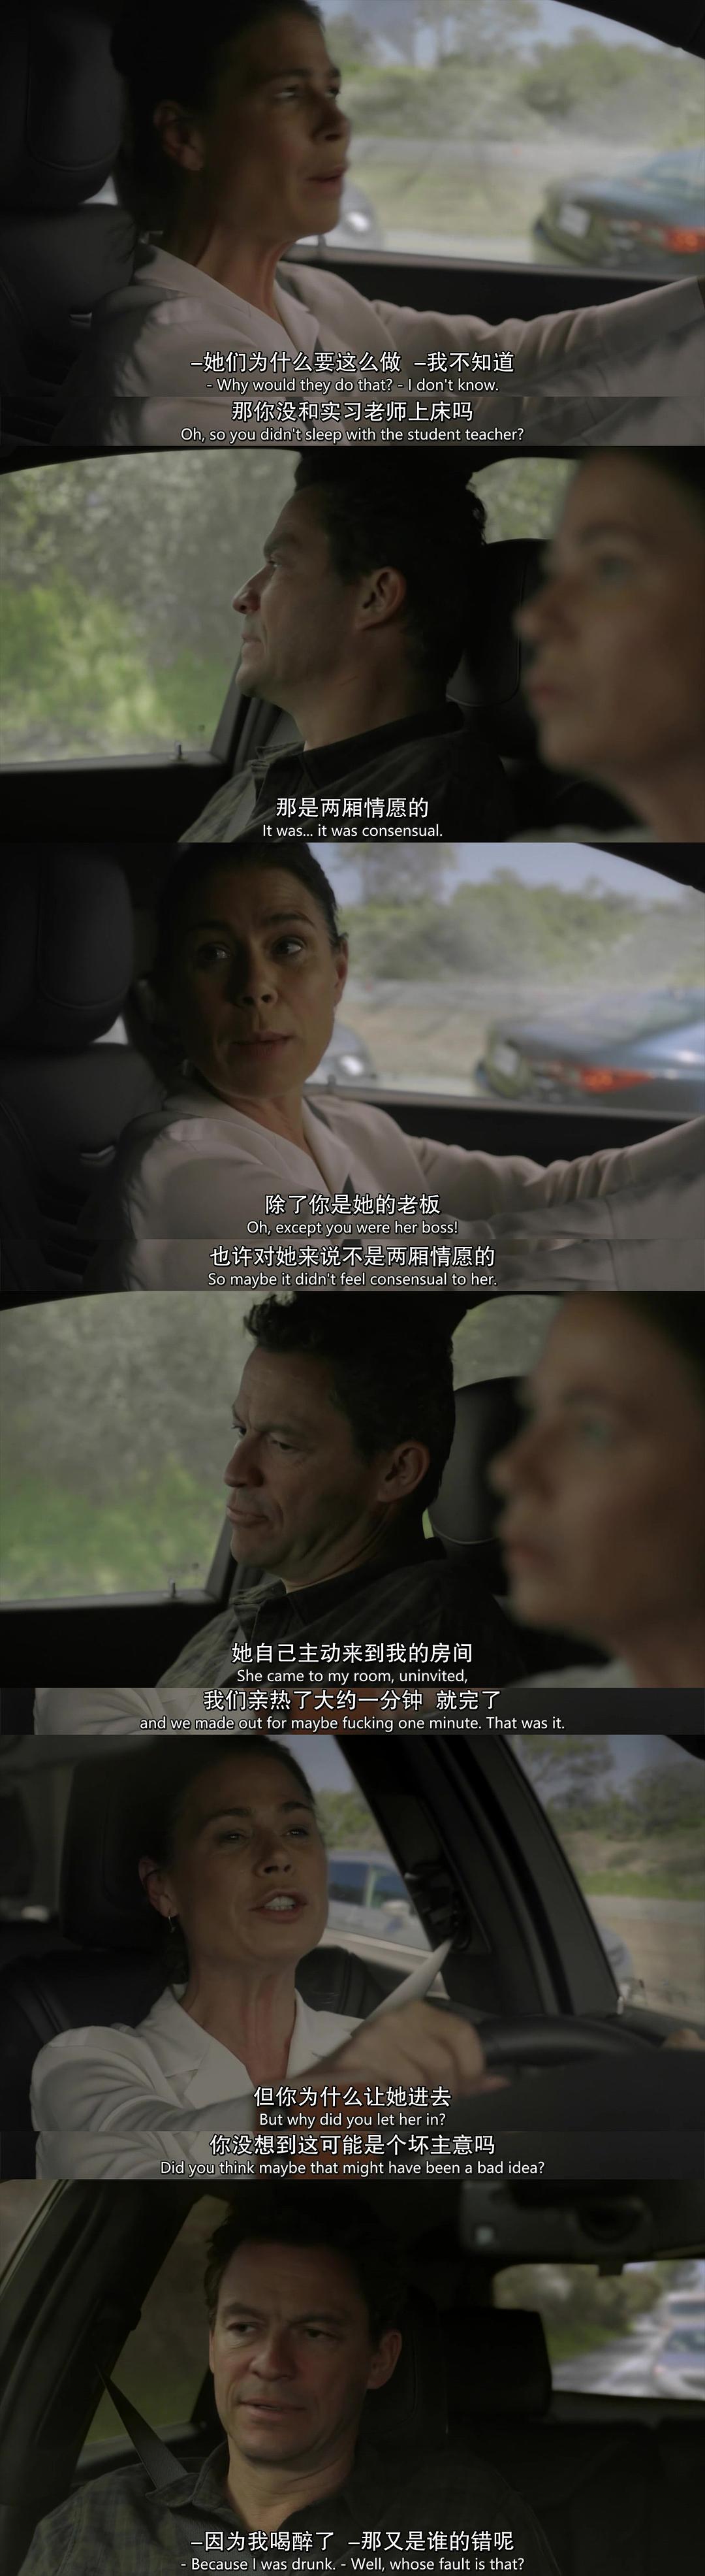 –她们为什么要这么做 –我不知道
- Why would they do that? - I don't know.
那你没和实习老师上床吗
Oh, so you didn't sleep with the student teacher?
那是两厢情愿的
It was... it was consensual.
除了你是她的老板
Oh, except you were her boss!
也许对她来说不是两厢情愿的
So maybe it didn't feel consensual to her.
她自己主动来到我的房间
She came to my room, uninvited,
我们亲热了大约一分钟 就完了
and we made out for maybe fucking one minute. That was it.
但你为什么让她进去
But why did you let her in?
你没想到这可能是个坏主意吗
Did you think maybe that might have been a bad idea?
–因为我喝醉了 –那又是谁的错呢
- Because I was drunk. - Well, whose fault is that?